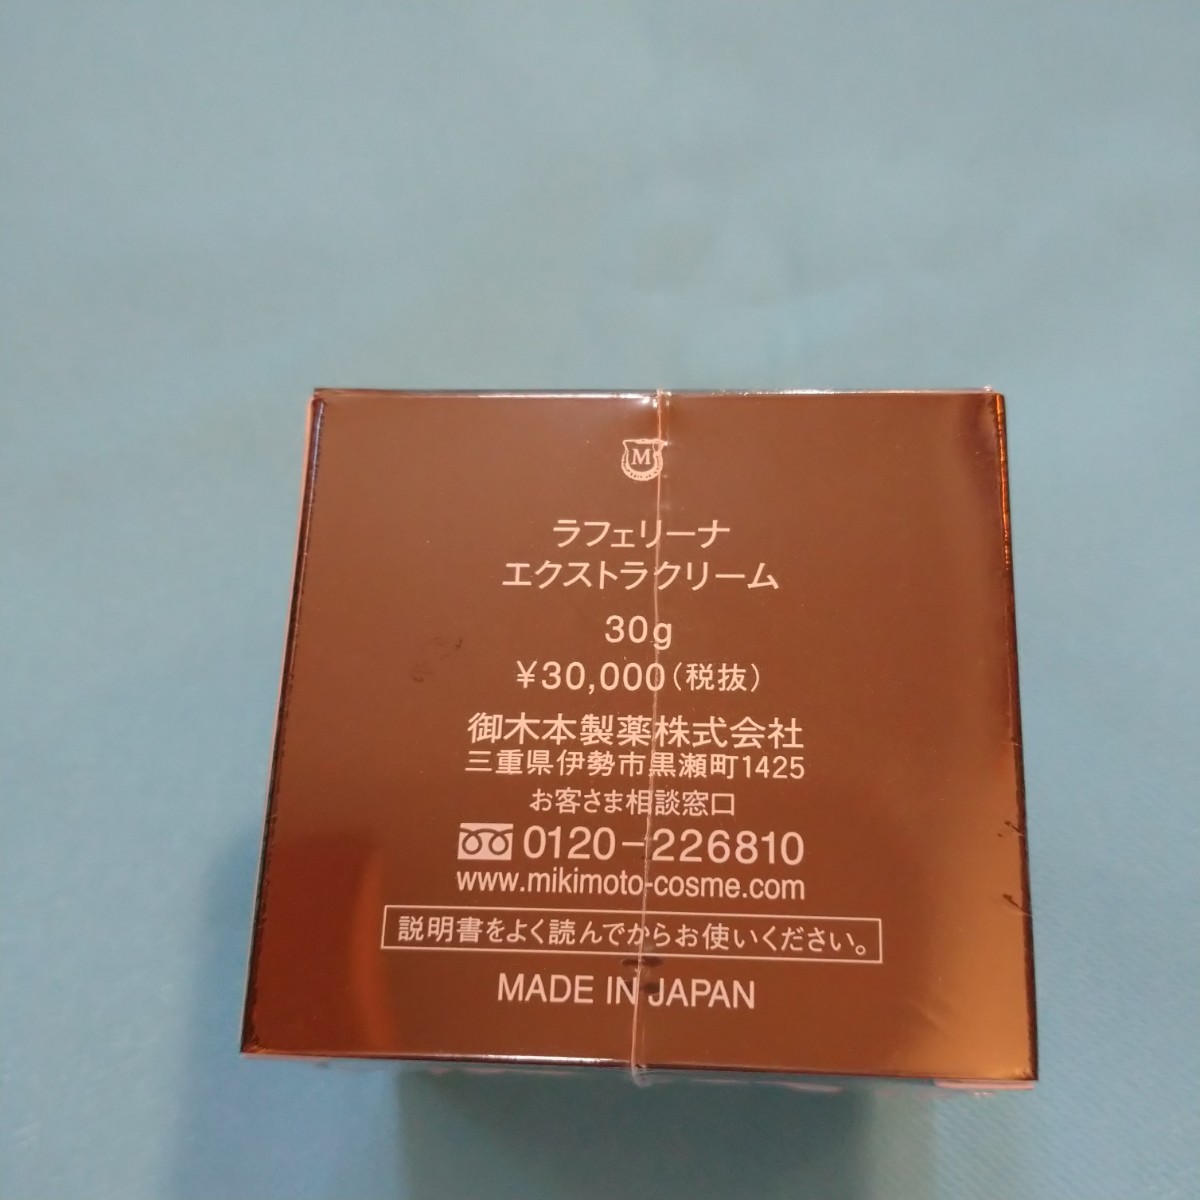 M
ラフェリーナ
エクストラクリーム
30g
¥30,000(税抜)
御木本製薬株式会社
三重県伊勢市黒瀬町1425
お客さま相談窓口
0120-226810
www.mikimoto-cosme.com
説明書をよく読んでからお使いください。
MADE IN JAPAN